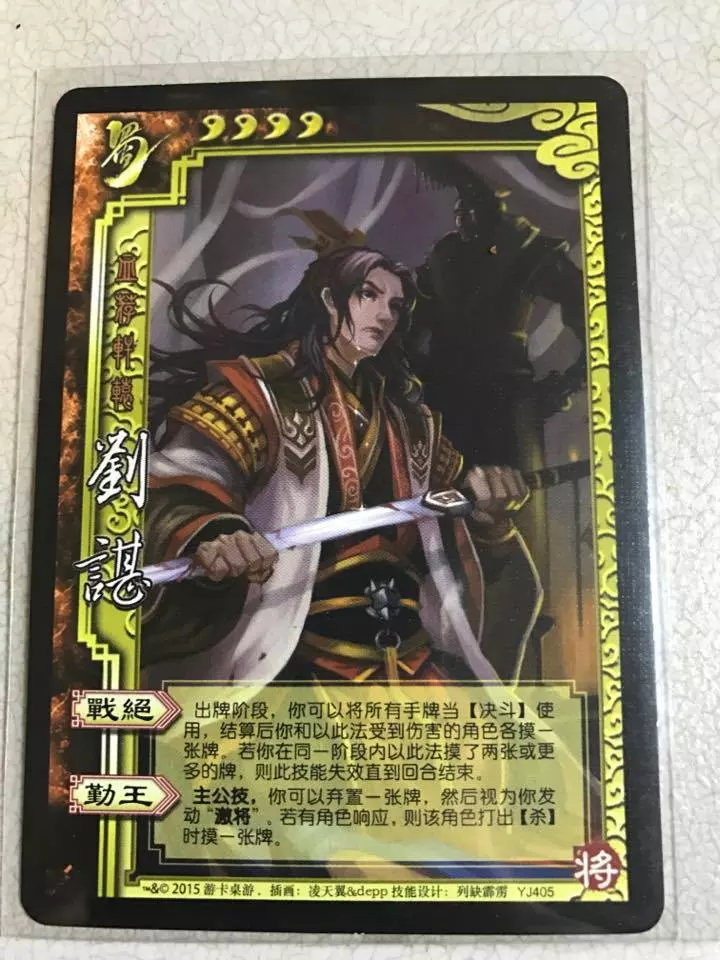 蜀
血荐軒轅
劉諶
戰絕
出牌阶段，你可以将所有手牌当【决斗】使
用，结算后你和以此法受到伤害的角色各摸一
张牌。若你在同一阶段内以此法摸了两张或更
多的牌，则此技能失效直到回合结束。
勤王
主公技，你可以弃置一张牌，然后视为你发
动“激将”。若有角色响应，则该角色打出【杀】
时摸一张牌。
将
™&© 2015 游卡桌游．插画：凌天翼&depp 技能设计：列缺霹雳 YJ405